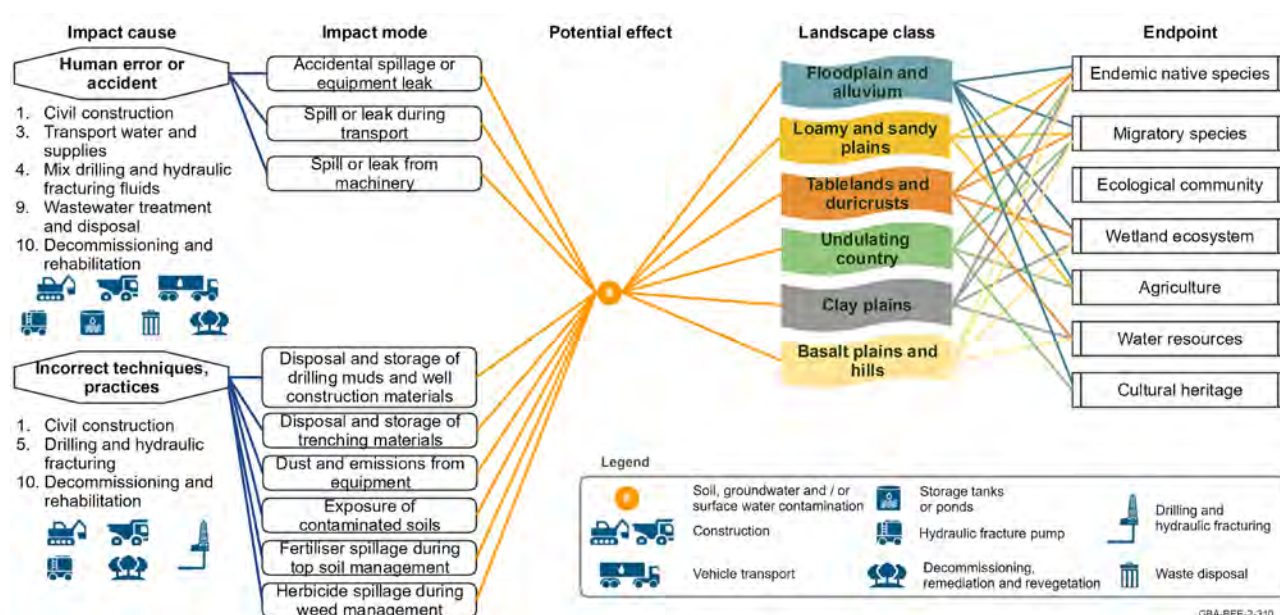 Impact cause
Impact mode
Potential effect
Landscape class
Endpoint
Human error or
accident
1. Civil construction
3. Transport water and
supplies
4. Mix drilling and hydraulic
fracturing fluids
9. Wastewater treatment
and disposal
10. Decommissioning and
rehabilitation
Incorrect techniques,
practices
1. Civil construction
5. Drilling and hydraulic
fracturing
10. Decommissioning and
rehabilitation
Accidental spillage or
equipment leak
Spill or leak during
transport
Spill or leak from
machinery
Disposal and storage of
drilling muds and well
construction materials
Disposal and storage of
trenching materials
Dust and emissions from
equipment
Exposure of
contaminated soils
Fertiliser spillage during
top soil management
Herbicide spillage during
weed management
Floodplain and
alluvium
Loamy and sandy
plains
Tablelands and
duricrusts
Undulating
country
Clay plains
Basalt plains and
hills
Endemic native species
Migratory species
Ecological community
Wetland ecosystem
Agriculture
Water resources
Cultural heritage
Legend
Soil, groundwater and / or
surface water contamination
Construction
Vehicle transport
Storage tanks
or ponds
Hydraulic fracture pump
Decommissioning,
remediation and revegetation
Drilling and
hydraulic fracturing
Waste disposal
GBA-BEE-2-310